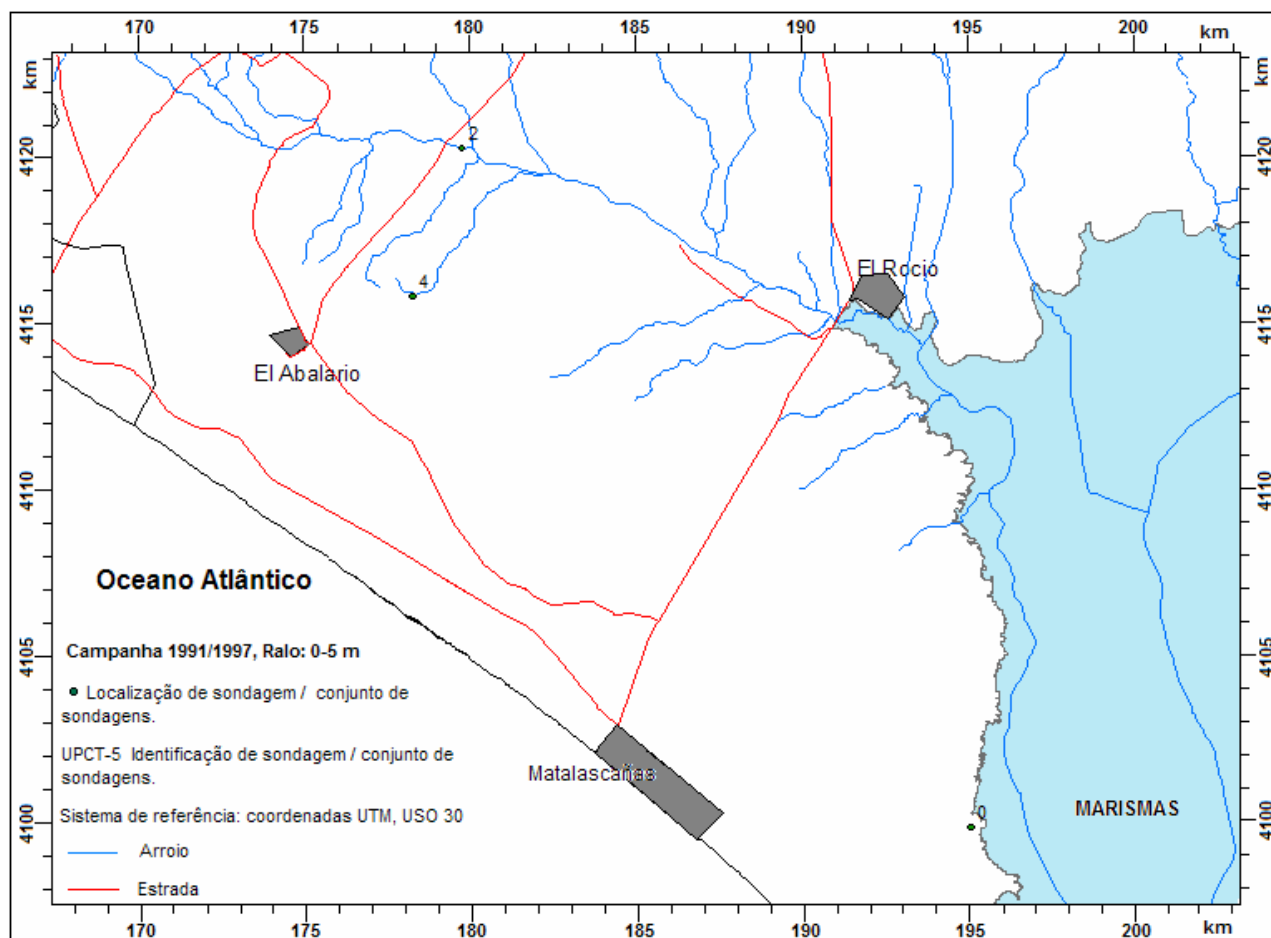 170 175 180 185 190 195 200
km km
km km
4120 4120
2
4
El Rocio
4115 4115
El Abalario
4110 4110
Oceano Atlântico
Campanha 1991/1997, Ralo: 0-5 m
4105 4105
Localização de sondagem / conjunto de
sondagens.
UPCT-5 Identificação de sondagem / conjunto de
sondagens.
Matalascañas
Sistema de referência: coordenadas UTM, USO 30
0
MARISMAS
4100 4100
Arroio
Estrada
170 175 180 185 190 195 200
km